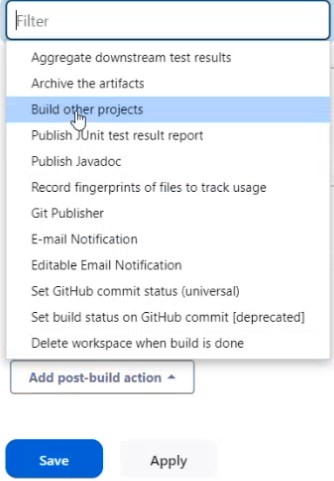 Filter
Aggregate downstream test results
Archive the artifacts
Build other projects
Publish JUnit test result report
Publish Javadoc
Record fingerprints of files to track usage
Git Publisher
E-mail Notification
Editable Email Notification
Set GitHub commit status (universal)
Set build status on GitHub commit [deprecated]
Delete workspace when build is done
Add post-build action
Save Apply